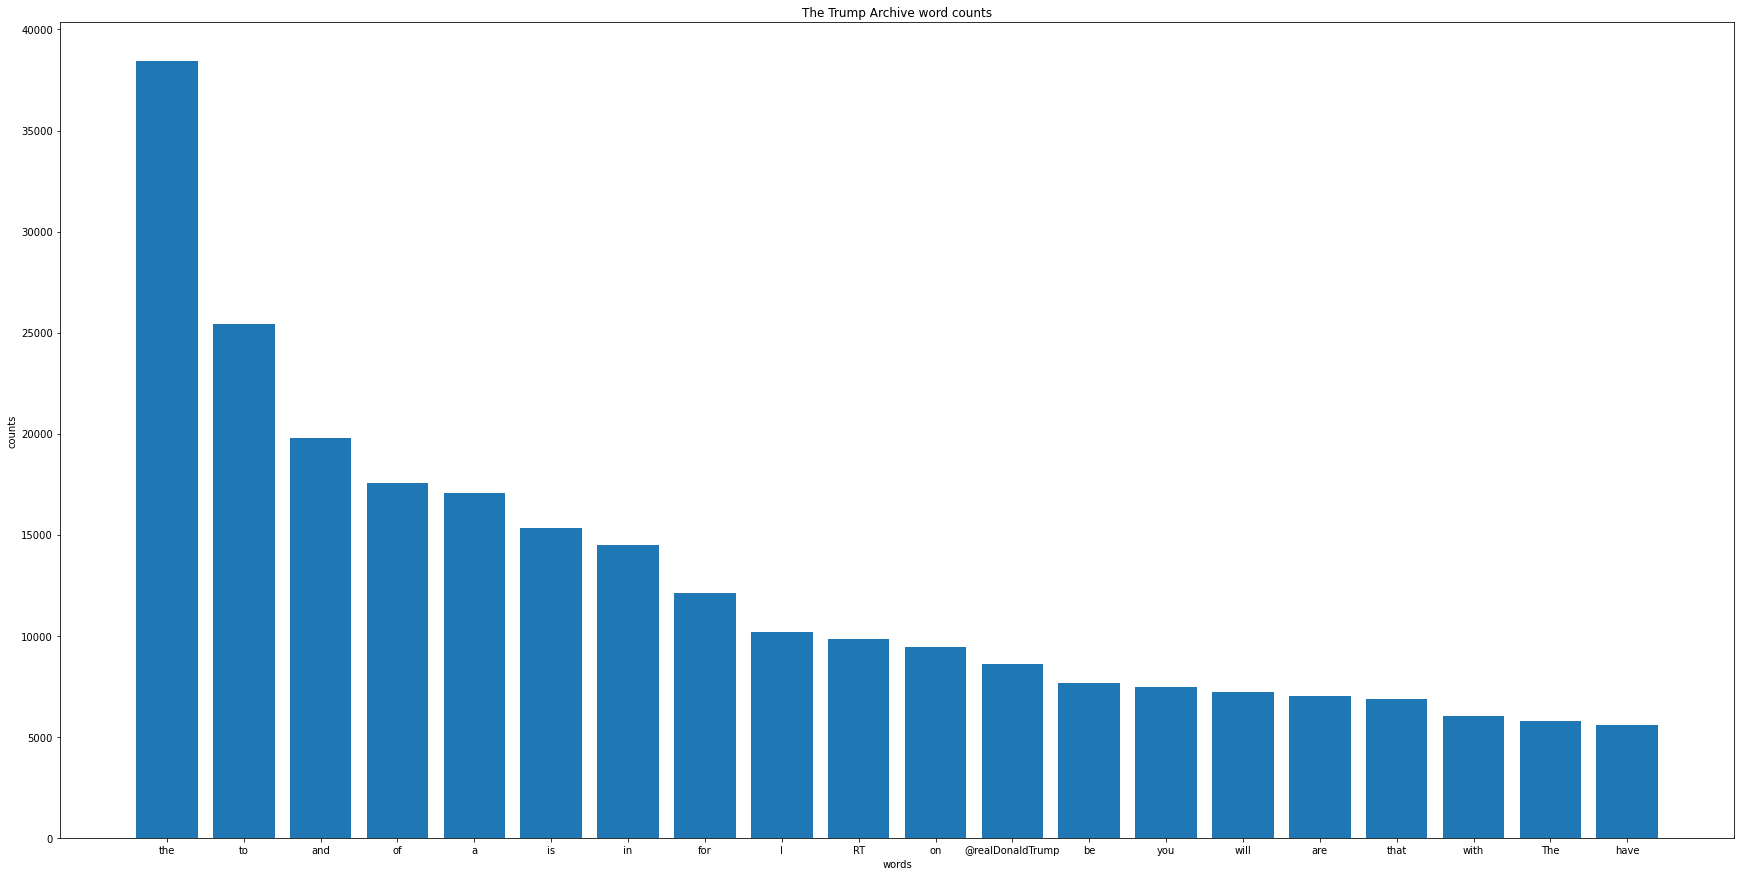 The Trump Archive word counts
40000
35000
30000
25000
20000
15000
10000
5000
0
counts
the to and of a is in for I RT on @realDonaldTrump be you will are that with The have
words